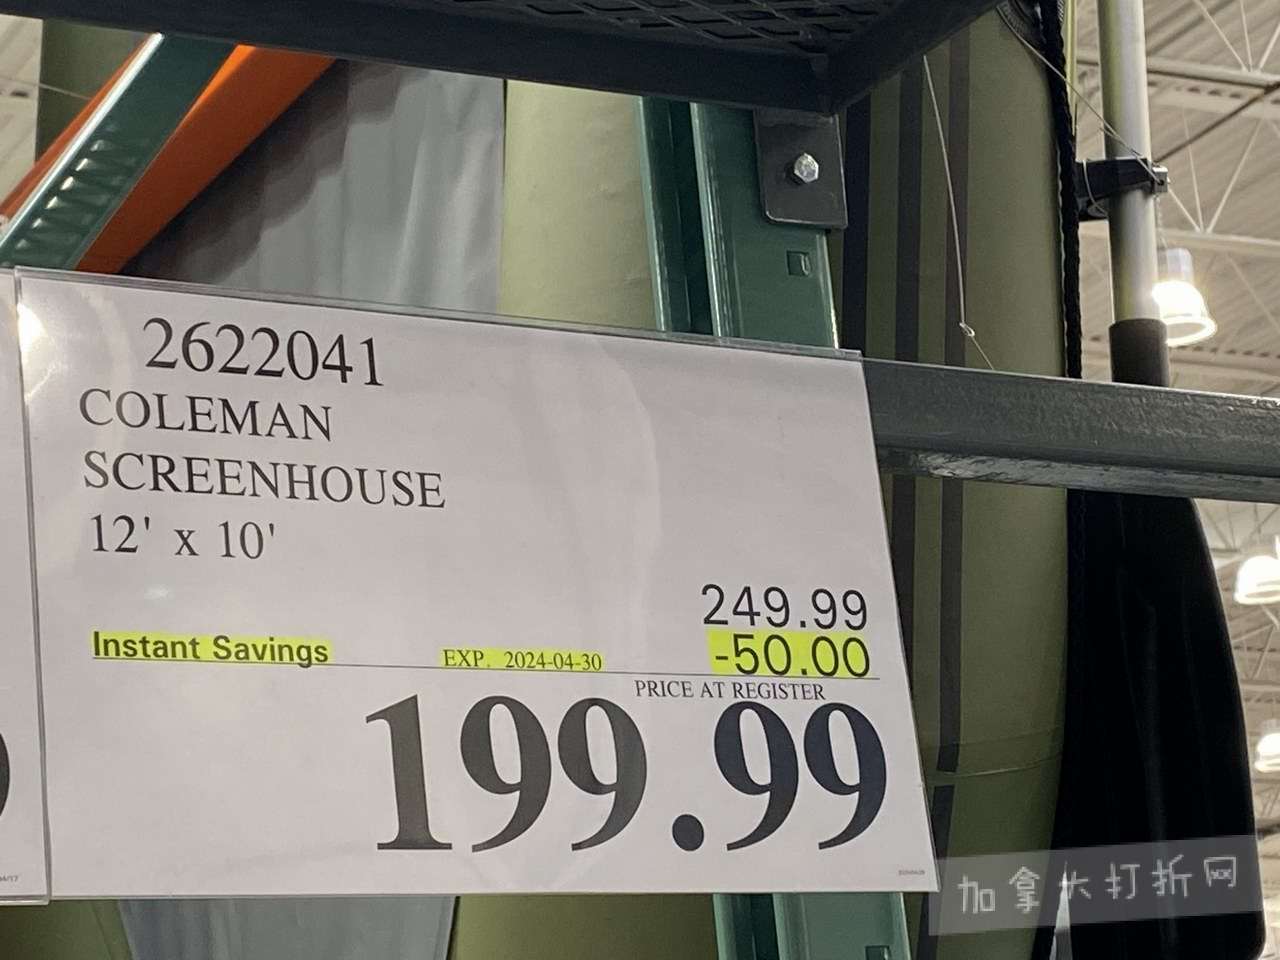 2622041
COLEMAN
SCREENHOUSE
12' x 10'
249.99
Instant Savings EXP. 2024-04-30 -50.00
PRICE AT REGISTER
199.99
加拿大打折网